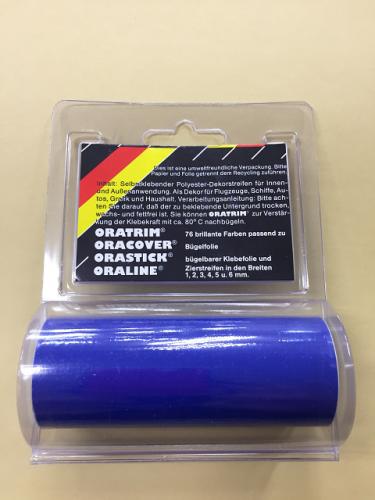 Dies ist eine umweltfreundliche Verpackung. Bitte
Papier und Folie getrennt dem Recycling zuführen.
Inhalt: Selbstklebender Polyester-Dekorstreifen für Innen-
und Außenanwendung. Als Dekor für Flugzeuge, Schiffe, Au-
tos, Grafik und Haushalt. Verarbeitungsanleitung: Bitte ach-
ten Sie darauf, daß der zu beklebende Untergrund trocken,
wachs- und fettfrei ist. Sie können ORATRIM® zur Verstär-
kung der Klebekraft mit ca. 80° C nachbügeln.
ORATRIM® 76 brillante Farben passend zu
ORACOVER® Bügelfolie
ORASTICK® bügelbarer Klebefolie und
ORALINE® Zierstreifen in den Breiten
1, 2, 3, 4, 5 u. 6 mm.